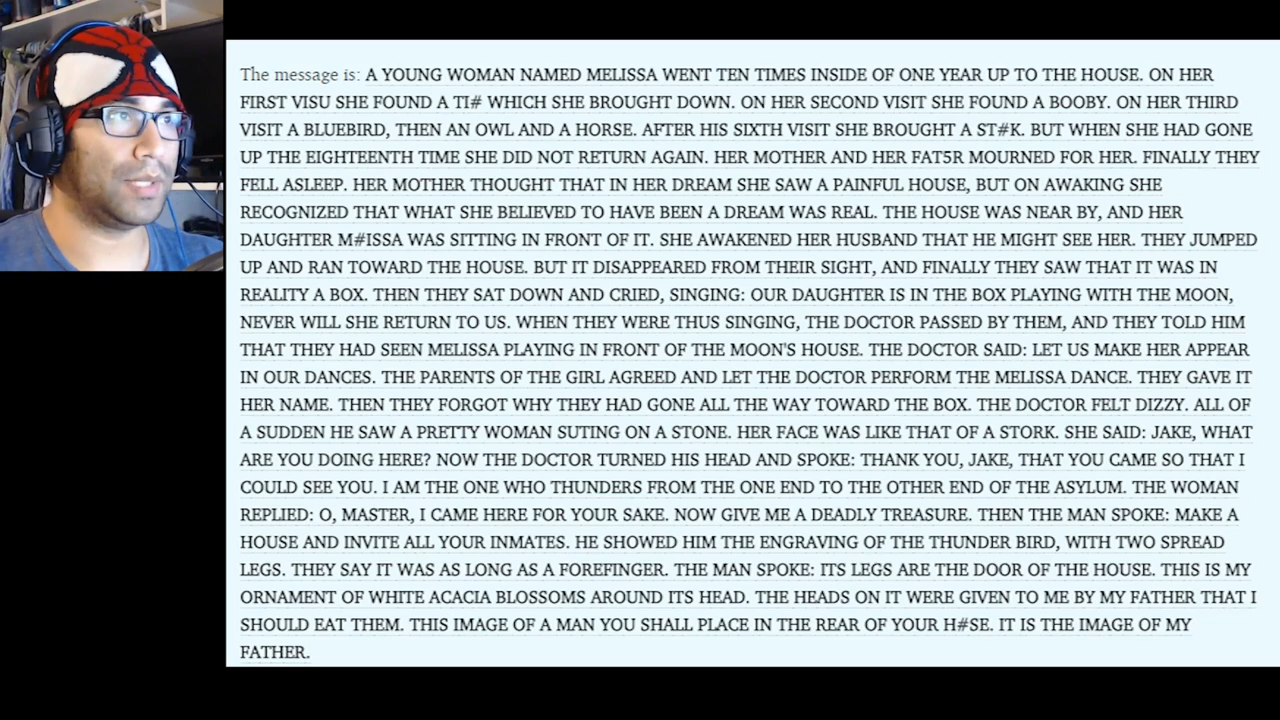 The message is: A YOUNG WOMAN NAMED MELISSA WENT TEN TIMES INSIDE OF ONE YEAR UP TO THE HOUSE. ON HER
FIRST VISU SHE FOUND A TI# WHICH SHE BROUGHT DOWN. ON HER SECOND VISIT SHE FOUND A BOOBY. ON HER THIRD
VISIT A BLUEBIRD, THEN AN OWL AND A HORSE. AFTER HIS SIXTH VISIT SHE BROUGHT A ST#K. BUT WHEN SHE HAD GONE
UP THE EIGHTEENTH TIME SHE DID NOT RETURN AGAIN. HER MOTHER AND HER FAT5R MOURNED FOR HER. FINALLY THEY
FELL ASLEEP. HER MOTHER THOUGHT THAT IN HER DREAM SHE SAW A PAINFUL HOUSE, BUT ON AWAKING SHE
RECOGNIZED THAT WHAT SHE BELIEVED TO HAVE BEEN A DREAM WAS REAL. THE HOUSE WAS NEAR BY, AND HER
DAUGHTER M#ISSA WAS SITTING IN FRONT OF IT. SHE AWAKENED HER HUSBAND THAT HE MIGHT SEE HER. THEY JUMPED
UP AND RAN TOWARD THE HOUSE. BUT IT DISAPPEARED FROM THEIR SIGHT, AND FINALLY THEY SAW THAT IT WAS IN
REALITY A BOX. THEN THEY SAT DOWN AND CRIED, SINGING: OUR DAUGHTER IS IN THE BOX PLAYING WITH THE MOON,
NEVER WILL SHE RETURN TO US. WHEN THEY WERE THUS SINGING, THE DOCTOR PASSED BY THEM, AND THEY TOLD HIM
THAT THEY HAD SEEN MELISSA PLAYING IN FRONT OF THE MOON'S HOUSE. THE DOCTOR SAID: LET US MAKE HER APPEAR
IN OUR DANCES. THE PARENTS OF THE GIRL AGREED AND LET THE DOCTOR PERFORM THE MELISSA DANCE. THEY GAVE IT
HER NAME. THEN THEY FORGOT WHY THEY HAD GONE ALL THE WAY TOWARD THE BOX. THE DOCTOR FELT DIZZY. ALL OF
A SUDDEN HE SAW A PRETTY WOMAN SUTING ON A STONE. HER FACE WAS LIKE THAT OF A STORK. SHE SAID: JAKE, WHAT
ARE YOU DOING HERE? NOW THE DOCTOR TURNED HIS HEAD AND SPOKE: THANK YOU, JAKE, THAT YOU CAME SO THAT I
COULD SEE YOU. I AM THE ONE WHO THUNDERS FROM THE ONE END TO THE OTHER END OF THE ASYLUM. THE WOMAN
REPLIED: O, MASTER, I CAME HERE FOR YOUR SAKE. NOW GIVE ME A DEADLY TREASURE. THEN THE MAN SPOKE: MAKE A
HOUSE AND INVITE ALL YOUR INMATES. HE SHOWED HIM THE ENGRAVING OF THE THUNDER BIRD, WITH TWO SPREAD
LEGS. THEY SAY IT WAS AS LONG AS A FOREFINGER. THE MAN SPOKE: ITS LEGS ARE THE DOOR OF THE HOUSE. THIS IS MY
ORNAMENT OF WHITE ACACIA BLOSSOMS AROUND ITS HEAD. THE HEADS ON IT WERE GIVEN TO ME BY MY FATHER THAT I
SHOULD EAT THEM. THIS IMAGE OF A MAN YOU SHALL PLACE IN THE REAR OF YOUR H#SE. IT IS THE IMAGE OF MY
FATHER.